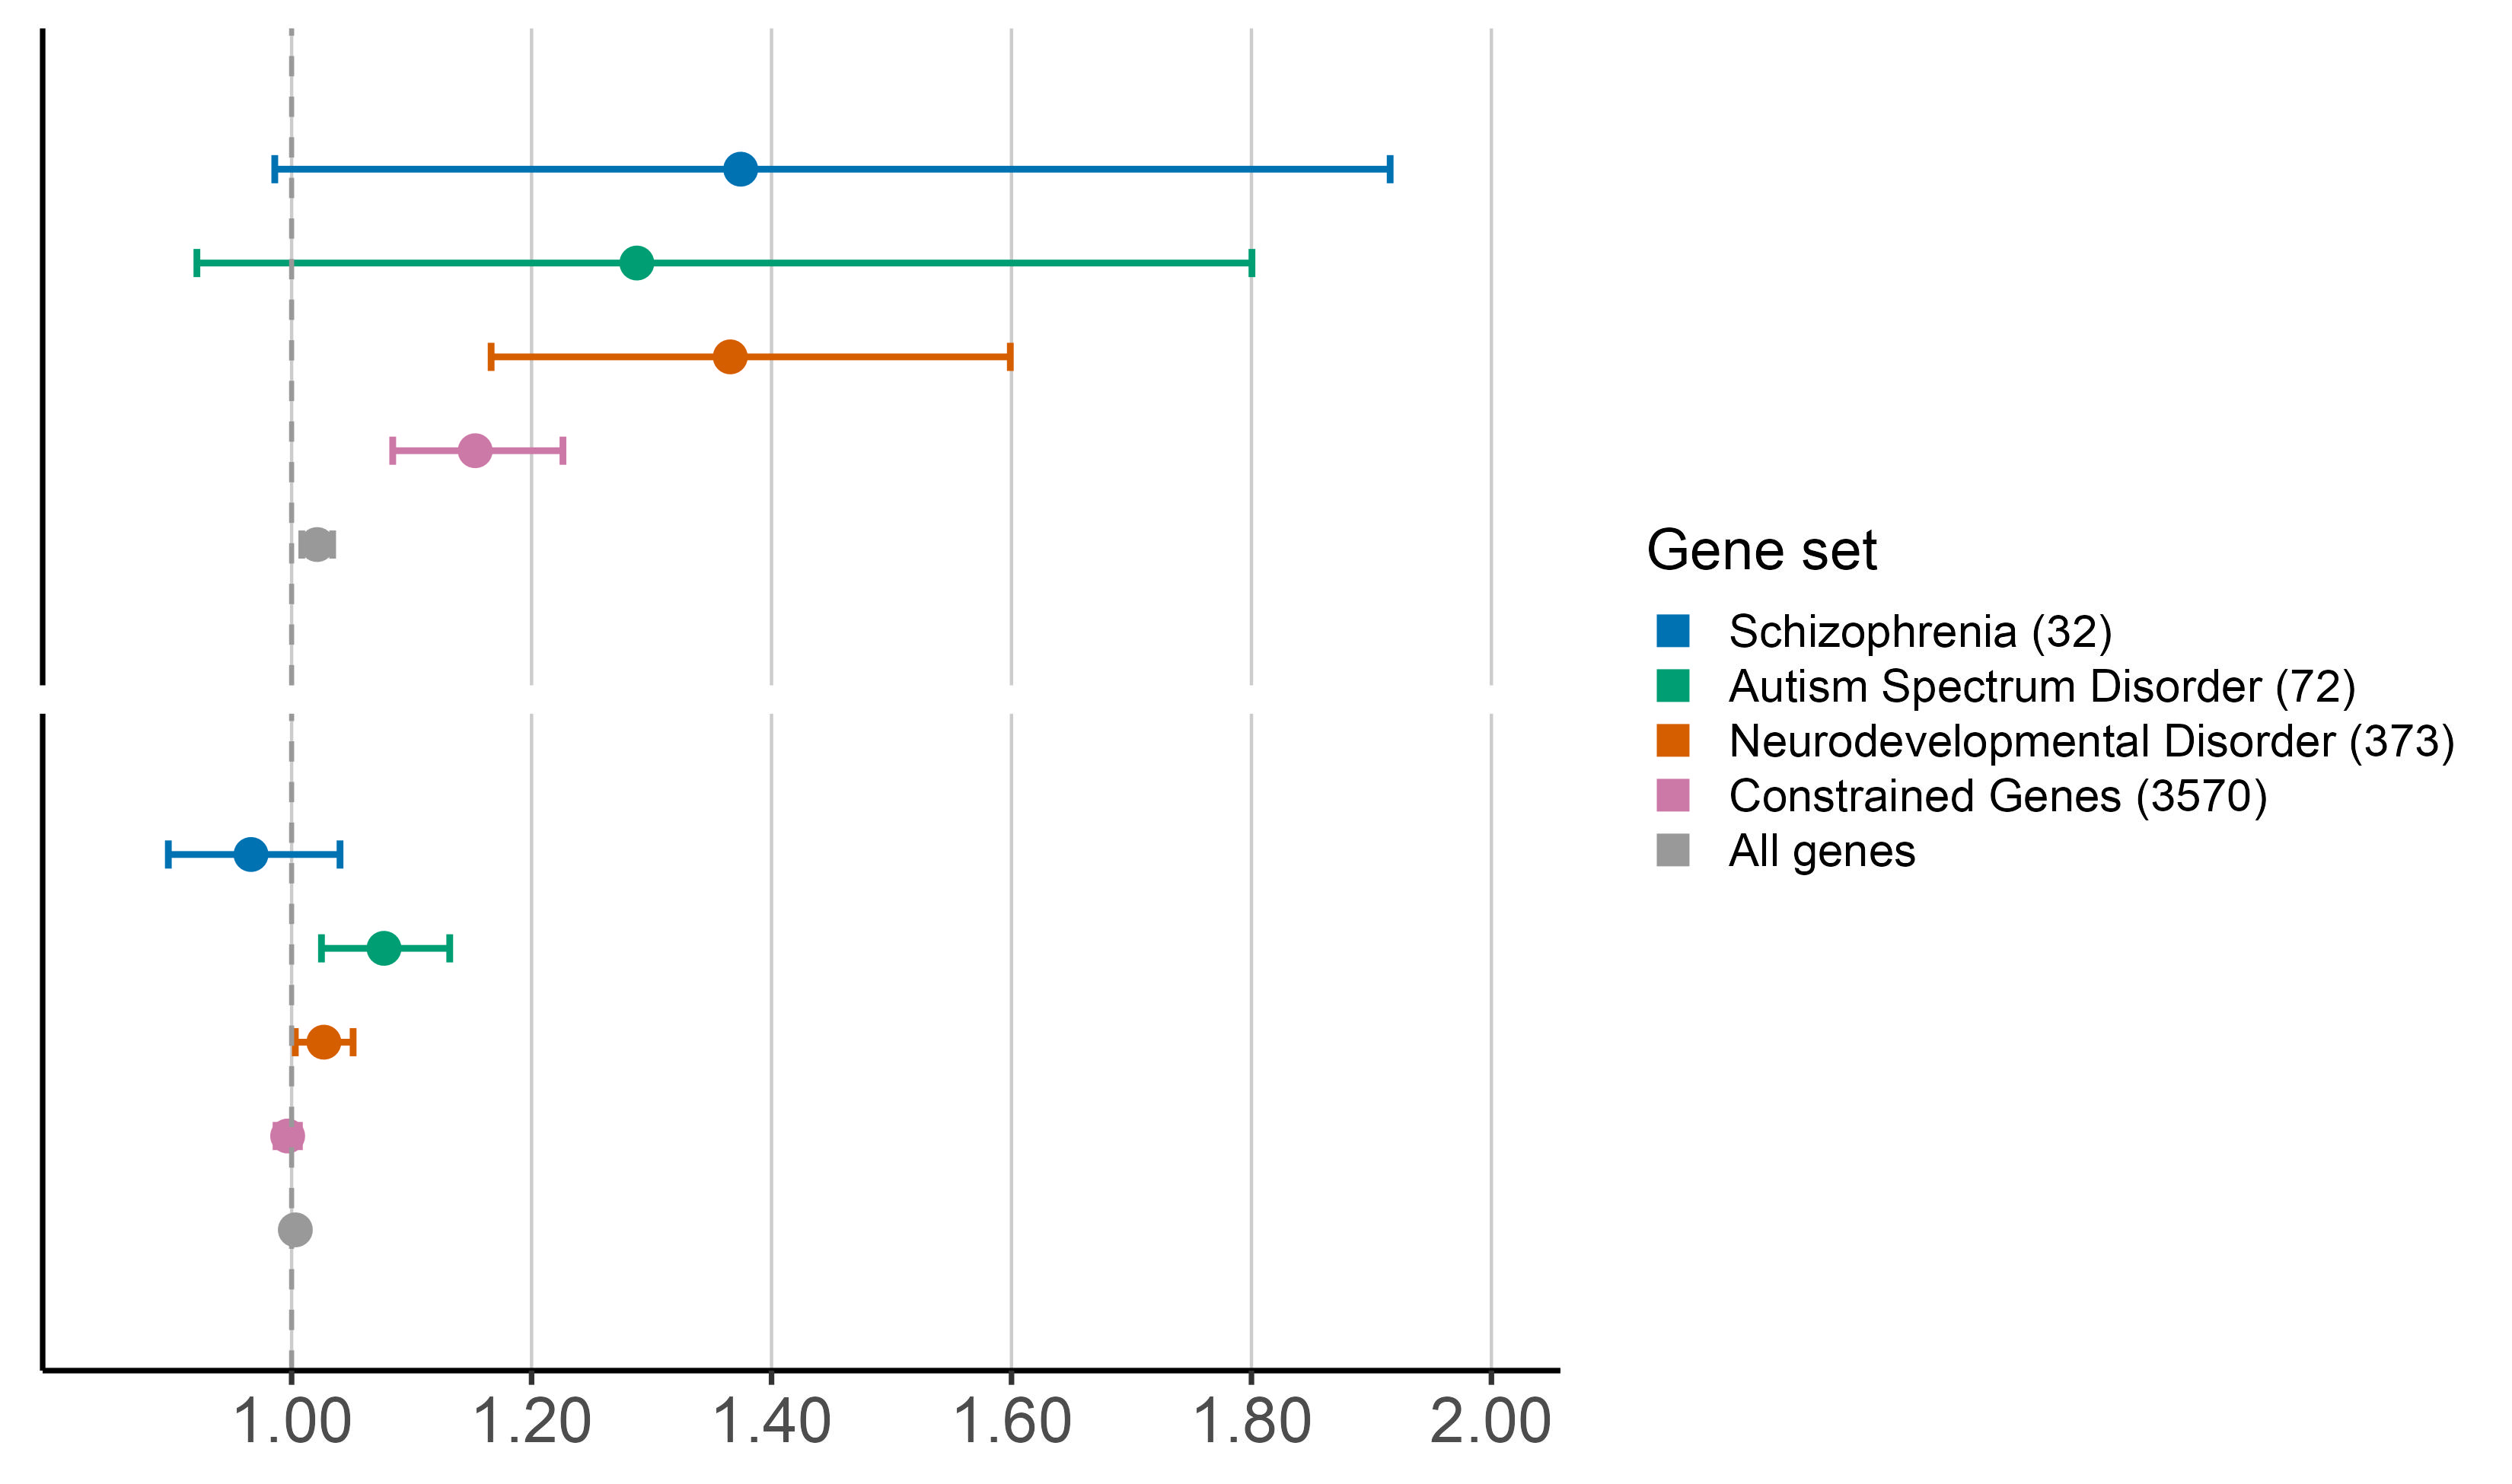 Gene set
Schizophrenia (32)
Autism Spectrum Disorder (72)
Neurodevelopmental Disorder (373)
Constrained Genes (3570)
All genes
1.00 1.20 1.40 1.60 1.80 2.00